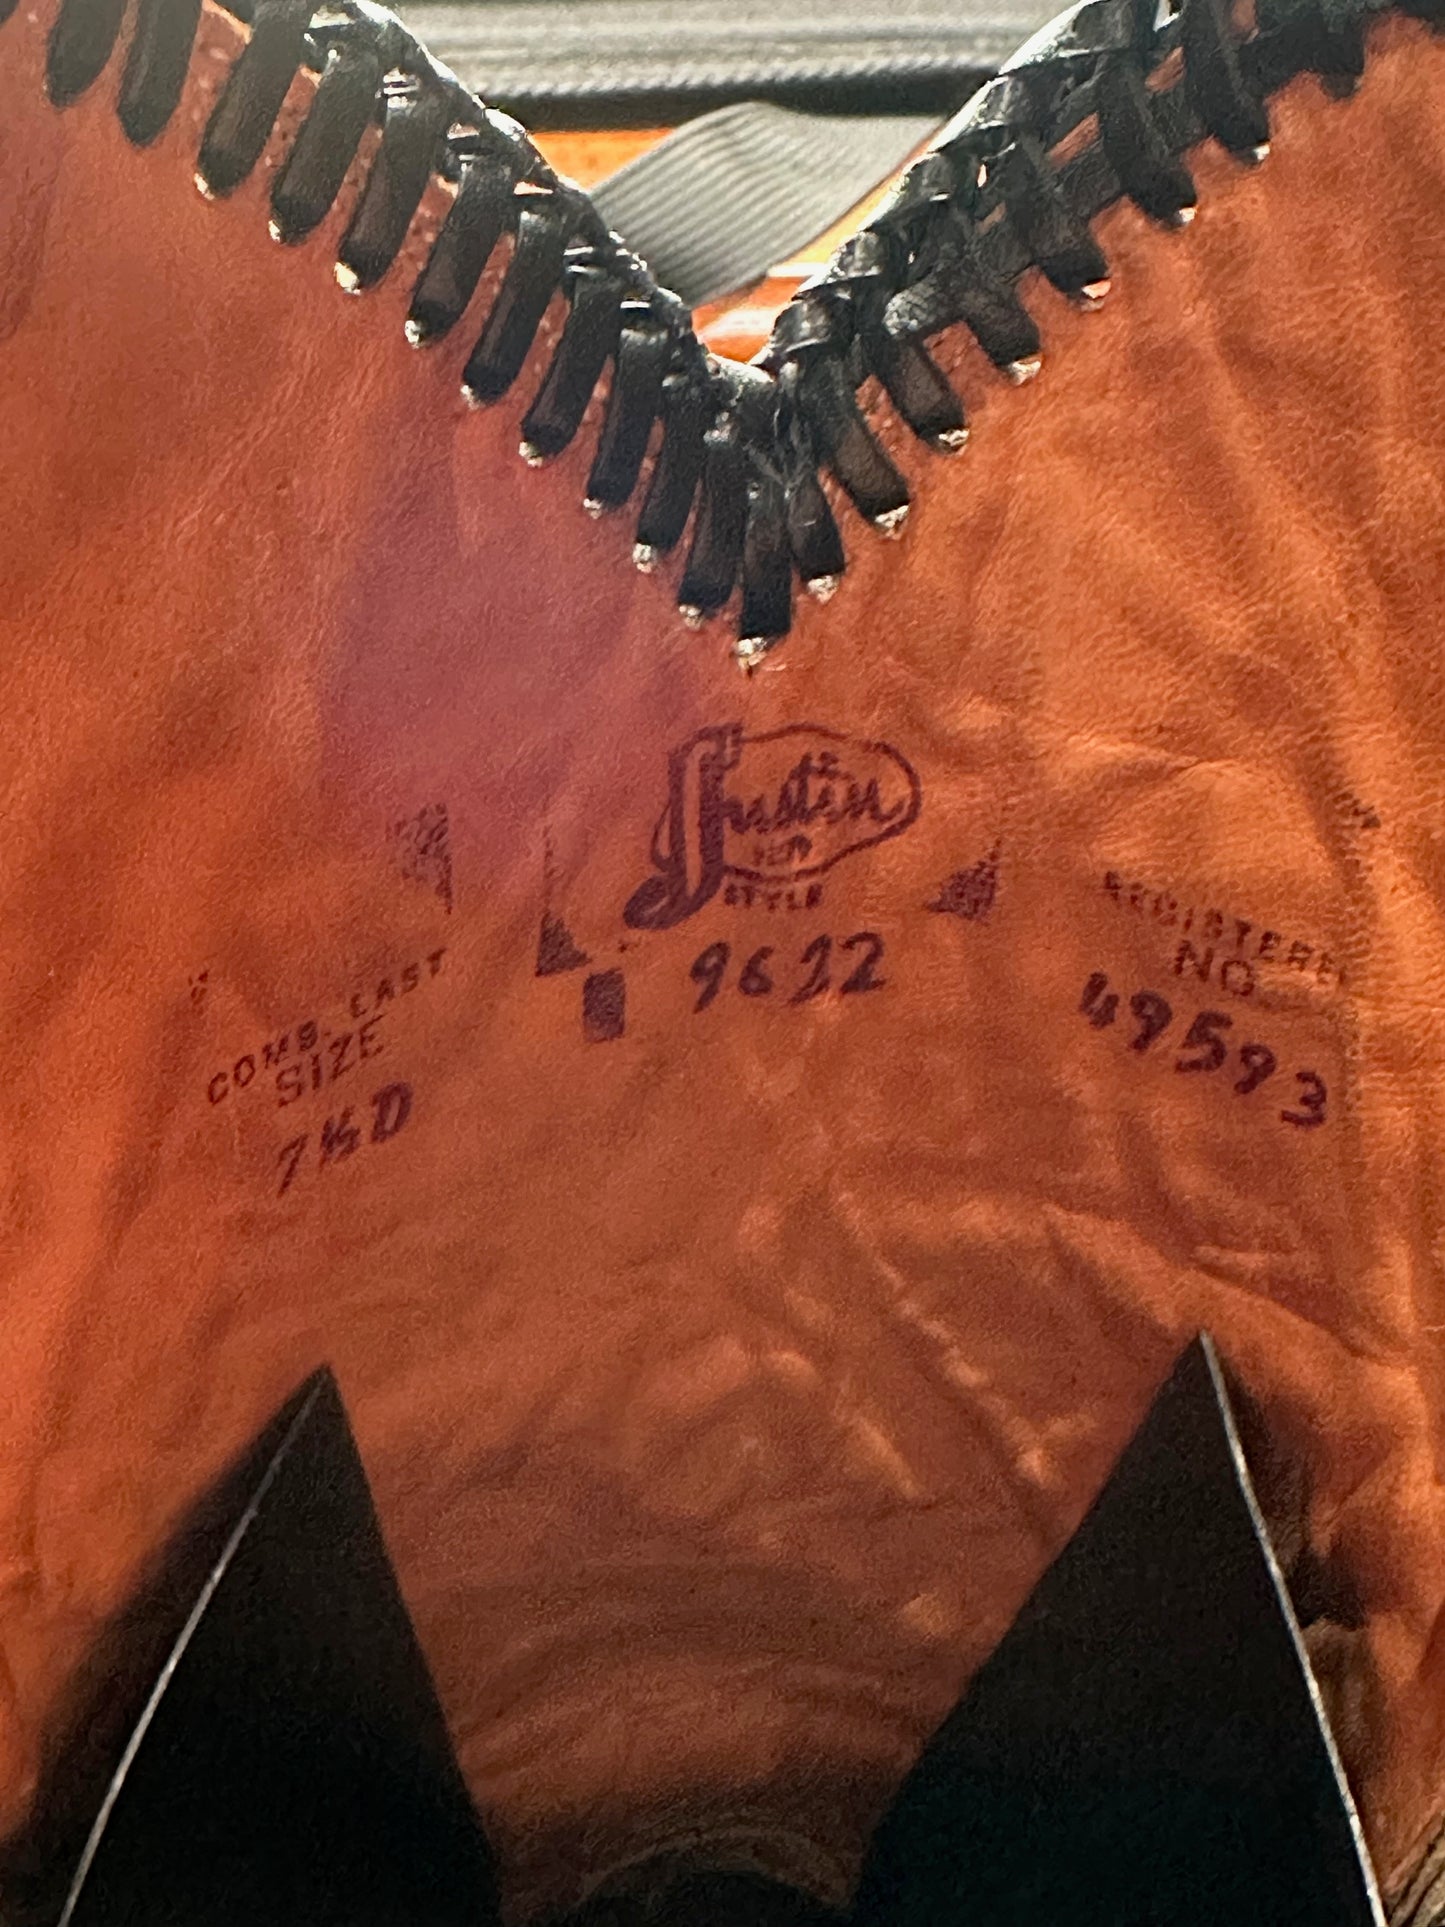 Justin
STYLE
9622
COMB. LAST
SIZE
7½D
REGISTERED
NO.
49593